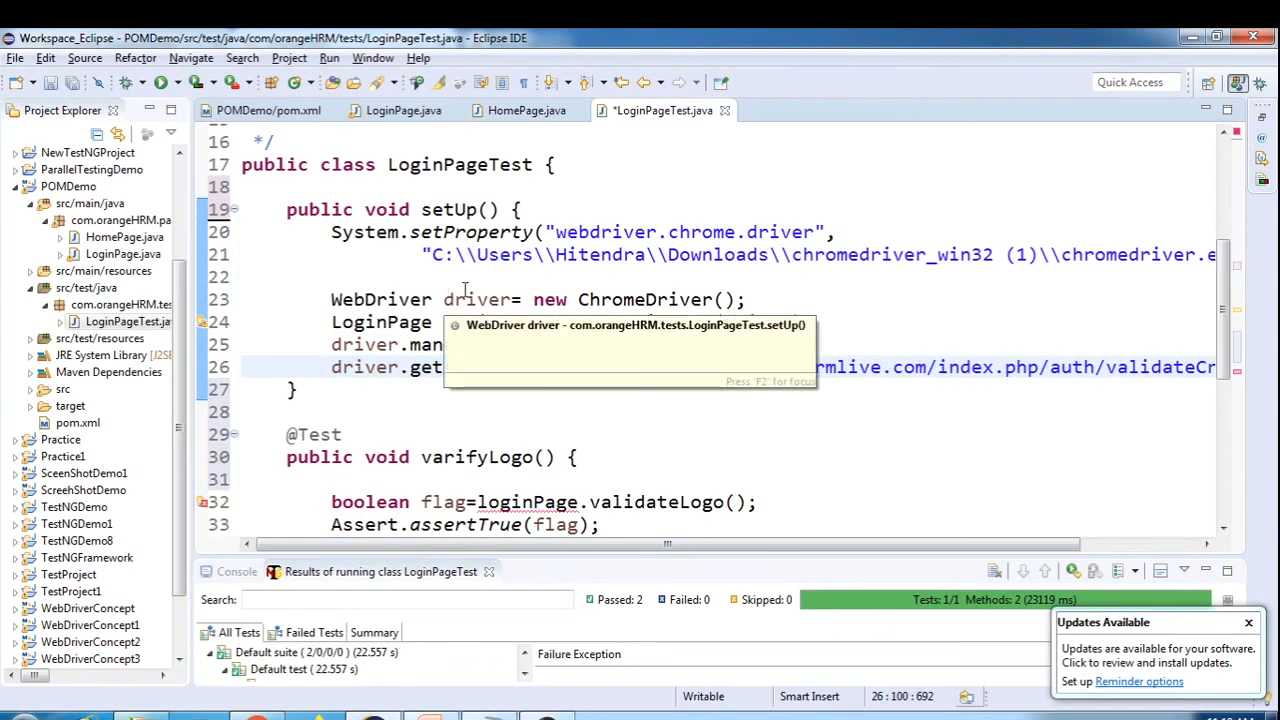 Workspace_Eclipse - POMDemo/src/test/java/com/orangeHRM/tests/LoginPageTest.java - Eclipse IDE
File Edit Source Refactor Navigate Search Project Run Window Help
Quick Access
Project Explorer
POMDemo/pom.xml LoginPage.java HomePage.java *LoginPageTest.java
NewTestNGProject
ParallelTestingDemo
POMDemo
src/main/java
com.orangeHRM.pa
HomePage.java
LoginPage.java
src/main/resources
src/test/java
com.orangeHRM.tes
LoginPageTest.ja
src/test/resources
JRE System Library [J2SE
Maven Dependencies
src
target
pom.xml
Practice
Practice1
SceenShotDemo1
ScreehShotDemo
TestNGDemo
TestNGDemo1
TestNGDemo8
TestNGFramework
TestProject
TestProject1
WebDriverConcept
WebDriverConcept1
WebDriverConcept2
WebDriverConcept3
16 */
17 public class LoginPageTest {
18
19 public void setUp() {
20 System.setProperty("webdriver.chrome.driver",
21 "C:\\Users\\Hitendra\\Downloads\\chromedriver_win32 (1)\\chromedriver.e
22
23 WebDriver driver= new ChromeDriver();
24 LoginPage
25 driver.man
26 driver.get rmlive.com/index.php/auth/validateCr
27 }
28
29 @Test
30 public void varifyLogo() {
31
32 boolean flag=loginPage.validateLogo();
33 Assert.assertTrue(flag);
WebDriver driver - com.orangeHRM.tests.LoginPageTest.setUp()
Press 'F2' for focus
Console Results of running class LoginPageTest
Search: Passed: 2 Failed: 0 Skipped: 0 Tests: 1/1 Methods: 2 (23119 ms)
All Tests Failed Tests Summary
Default suite ( 2/0/0/0 ) (22.557 s)
Default test ( 22.557 s)
Failure Exception
Updates Available
Updates are available for your software.
Click to review and install updates.
Set up Reminder options
Writable Smart Insert 26 : 100 : 692